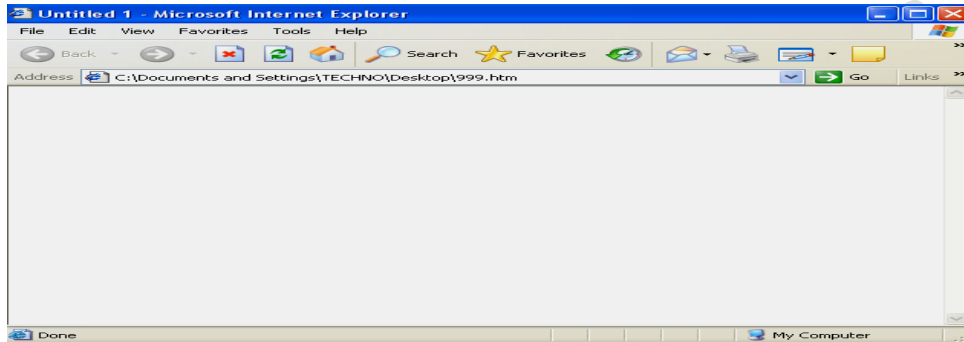 Untitled 1 - Microsoft Internet Explorer
File Edit View Favorites Tools Help
Back Search Favorites »
Address C:\Documents and Settings\TECHNO\Desktop\999.htm Go Links »
Done My Computer